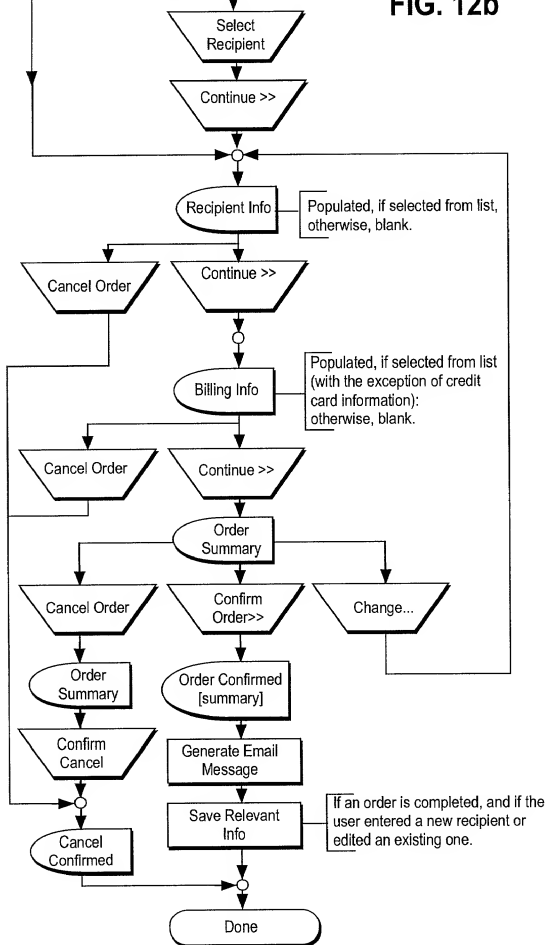 FIG. 12b
Select
Recipient
Continue >>
Recipient Info
Populated, if selected from list,
otherwise, blank.
Cancel Order
Continue >>
Billing Info
Populated, if selected from list
(with the exception of credit
card information):
otherwise, blank.
Cancel Order
Continue >>
Order
Summary
Cancel Order
Confirm
Order>>
Change...
Order
Summary
Order Confirmed
[summary]
Confirm
Cancel
Generate Email
Message
Save Relevant
Info
If an order is completed, and if the
user entered a new recipient or
edited an existing one.
Cancel
Confirmed
Done